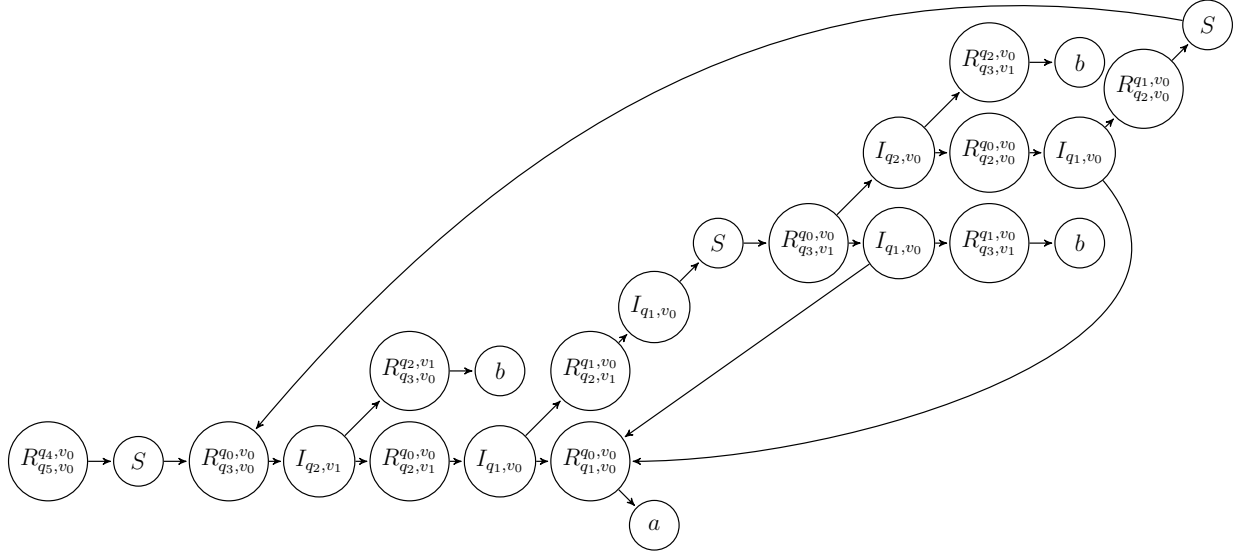 S
R^{q_2,v_0}_{q_3,v_1} b
R^{q_1,v_0}_{q_2,v_0}
I_{q_2,v_0} R^{q_0,v_0}_{q_2,v_0} I_{q_1,v_0}
S R^{q_0,v_0}_{q_3,v_1} I_{q_1,v_0} R^{q_1,v_0}_{q_3,v_1} b
I_{q_1,v_0}
R^{q_2,v_1}_{q_3,v_0} b R^{q_1,v_0}_{q_2,v_1}
R^{q_4,v_0}_{q_5,v_0} S R^{q_0,v_0}_{q_3,v_0} I_{q_2,v_1} R^{q_0,v_0}_{q_2,v_1} I_{q_1,v_0} R^{q_0,v_0}_{q_1,v_0}
a